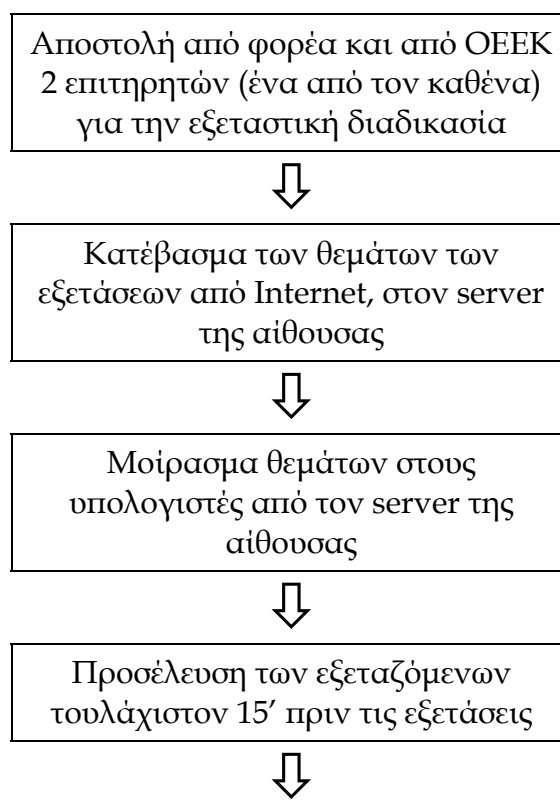 Αποστολή από φορέα και από ΟΕΕΚ
2 επιτηρητών (ένα από τον καθένα)
για την εξεταστική διαδικασία
Κατέβασμα των θεμάτων των
εξετάσεων από Internet, στον server
της αίθουσας
Μοίρασμα θεμάτων στους
υπολογιστές από τον server της
αίθουσας
Προσέλευση των εξεταζόμενων
τουλάχιστον 15’ πριν τις εξετάσεις